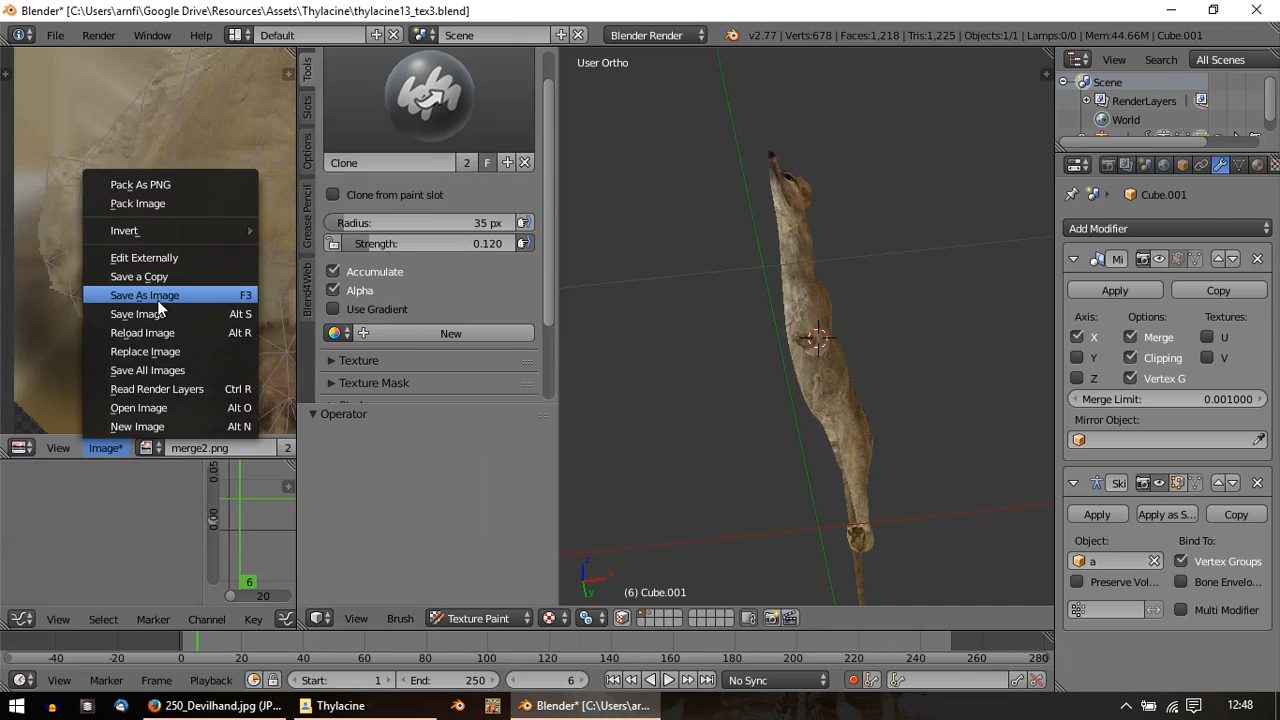 Blender* [C:\Users\arnfi\Google Drive\Resources\Assets\Thylacine\thylacine13_tex3.blend]
File Render Window Help Default Scene Blender Render v2.77 | Verts:678 | Faces:1,218 | Tris:1,225 | Objects:1/1 | Lamps:0/0 | Mem:44.66M | Cube.001
View Search All Scenes
Scene
RenderLayers
World
Tools
Slots
Options
Grease Pencil
Blend4Web
Clone 2 F
Clone from paint slot
Radius: 35 px
Strength: 0.120
Accumulate
Alpha
Use Gradient
New
Texture
Texture Mask
Operator
Pack As PNG
Pack Image
Invert
Edit Externally
Save a Copy
Save As Image F3
Save Image Alt S
Reload Image Alt R
Replace Image
Save All Images
Read Render Layers Ctrl R
Open Image Alt O
New Image Alt N
View Image* merge2.png 2
0.05
0.00
6
20
View Select Marker Channel Key
User Ortho
z
x
y
(6) Cube.001
View Brush Texture Paint
Cube.001
Add Modifier
Mi
Apply Copy
Axis: Options: Textures:
X Merge U
Y Clipping V
Z Vertex G
Merge Limit: 0.001000
Mirror Object:
Ski
Apply Apply as S... Copy
Object: Bind To:
a Vertex Groups
Preserve Vol... Bone Envelo...
Multi Modifier
-40 -20 0 20 40 60 80 100 120 140 160 180 200 220 240 260 280
View Marker Frame Playback Start: 1 End: 250 6 No Sync
250_Devilhand.jpg (JP... Thylacine Blender* [C:\Users\ar... 12:48